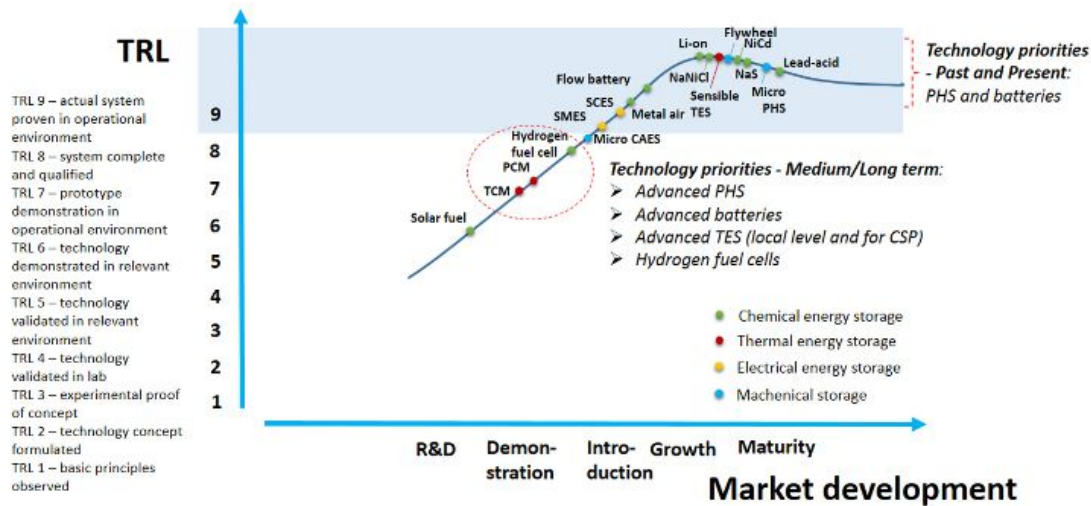 TRL
TRL 9 – actual system
proven in operational
environment
TRL 8 – system complete
and qualified
TRL 7 – prototype
demonstration in
operational environment
TRL 6 – technology
demonstrated in relevant
environment
TRL 5 – technology
validated in relevant
environment
TRL 4 – technology
validated in lab
TRL 3 – experimental proof
of concept
TRL 2 – technology concept
formulated
TRL 1 – basic principles
observed
9
8
7
6
5
4
3
2
1
Solar fuel
TCM
PCM
Hydrogen
fuel cell
Micro CAES
SMES
SCES
Metal air
Flow battery
Li-on
NaNiCl
Sensible
TES
Flywheel
NiCd
NaS
Micro
PHS
Lead-acid
Technology priorities
- Past and Present:
PHS and batteries
Technology priorities - Medium/Long term:
➢ Advanced PHS
➢ Advanced batteries
➢ Advanced TES (local level and for CSP)
➢ Hydrogen fuel cells
Chemical energy storage
Thermal energy storage
Electrical energy storage
Machenical storage
R&D
Demon-
stration
Intro-
duction
Growth
Maturity
Market development